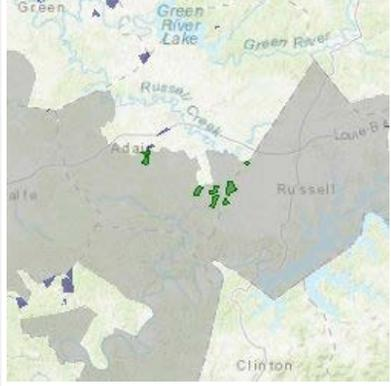 Green
Green
River
Lake
Green River
Russell
Creek
Louie B
Adair
alfe
Russell
Clinton